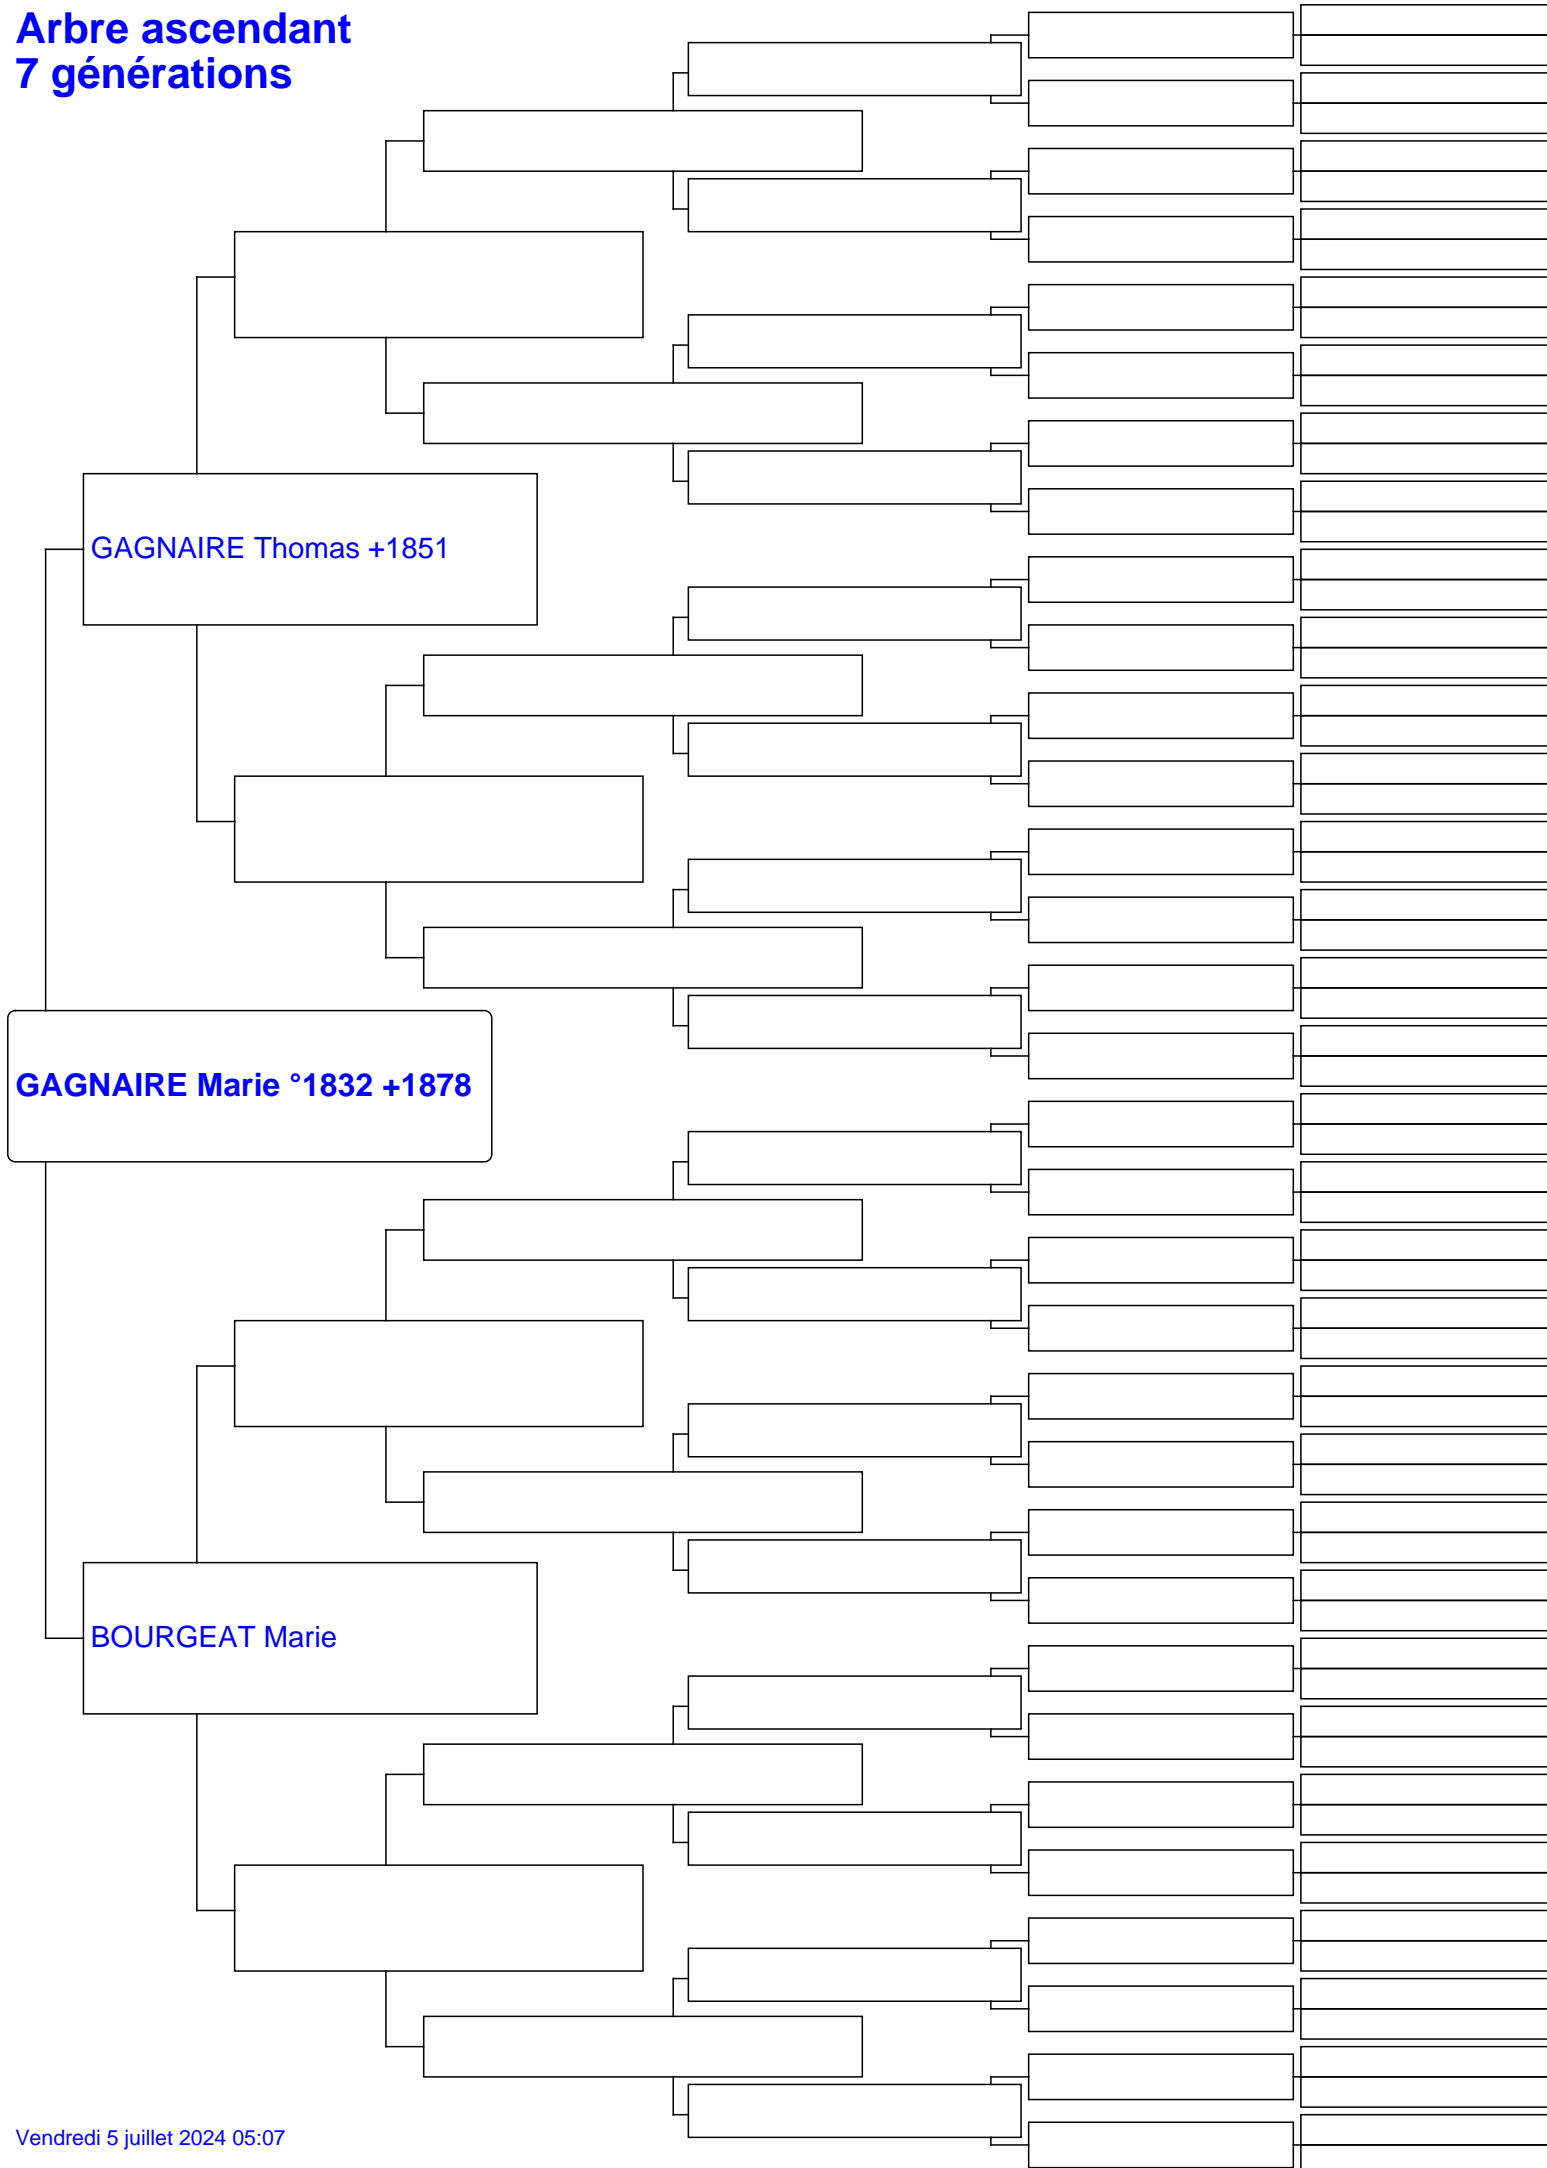 Arbre ascendant
7 générations
GAGNAIRE Thomas +1851
GAGNAIRE Marie °1832 +1878
BOURGEAT Marie
Vendredi 5 juillet 2024 05:07